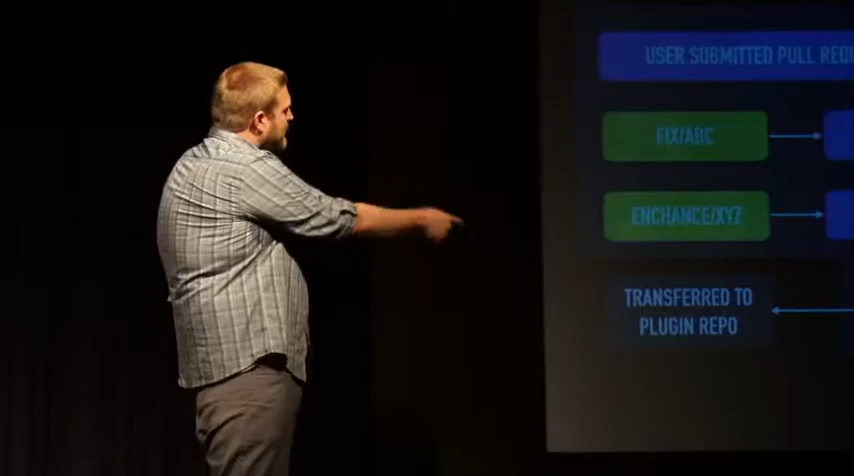 USER SUBMITTED PULL REQU
FIX/ABC
ENCHANCE/XYZ
TRANSFERRED TO
PLUGIN REPO